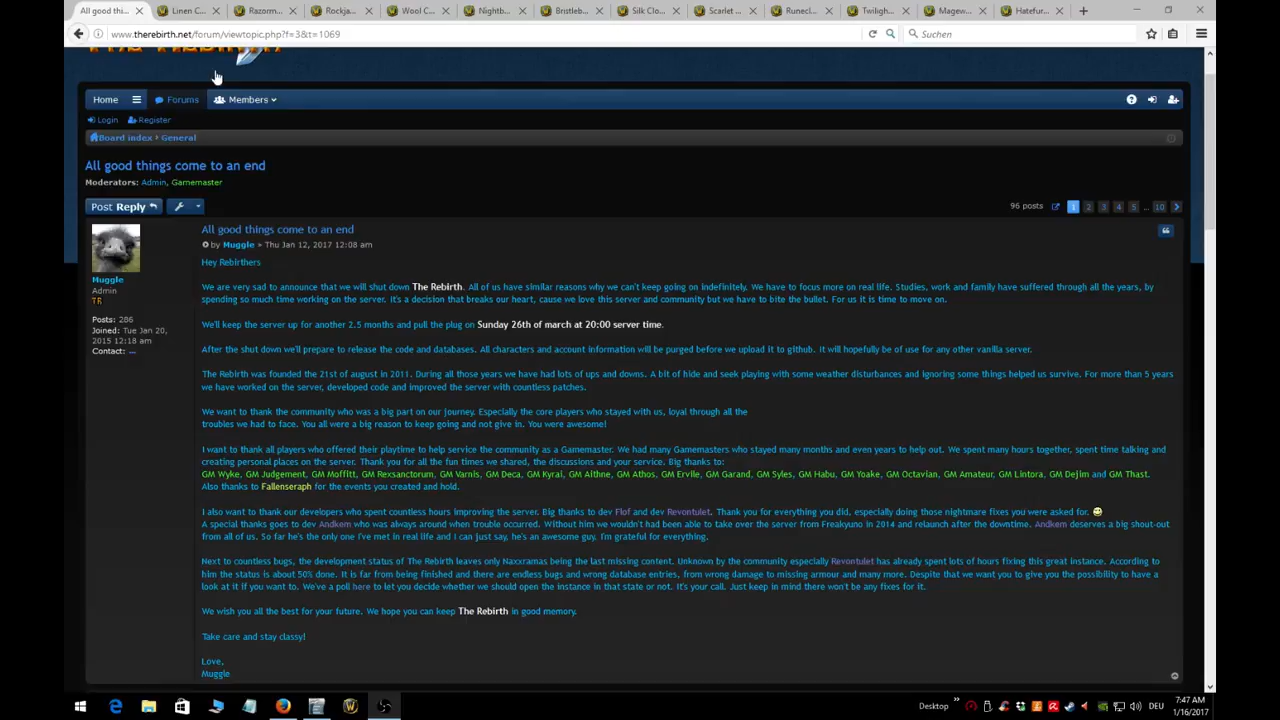 All good thi...
Linen C...
Razorm...
Rockja...
Wool C...
Nightb...
Bristleb...
Silk Clo...
Scarlet ...
Runecl...
Twiligh...
Magew...
Hatefur...
www.therebirth.net/forum/viewtopic.php?f=3&t=1069
Suchen
Home
Forums
Members
Login
Register
Board index
General
All good things come to an end
Moderators: Admin, Gamemaster
Post Reply
96 posts
1 2 3 4 5 ... 10
All good things come to an end
by Muggle » Thu Jan 12, 2017 12:08 am
Muggle
Admin
TR
Posts: 286
Joined: Tue Jan 20,
2015 12:18 am
Contact:
Hey Rebirthers
We are very sad to announce that we will shut down The Rebirth. All of us have similar reasons why we can't keep going on indefinitely. We have to focus more on real life. Studies, work and family have suffered through all the years, by
spending so much time working on the server. It's a decision that breaks our heart, cause we love this server and community but we have to bite the bullet. For us it is time to move on.
We'll keep the server up for another 2.5 months and pull the plug on Sunday 26th of march at 20:00 server time.
After the shut down we'll prepare to release the code and databases. All characters and account information will be purged before we upload it to github. It will hopefully be of use for any other vanilla server.
The Rebirth was founded the 21st of august in 2011. During all those years we have had lots of ups and downs. A bit of hide and seek playing with some weather disturbances and ignoring some things helped us survive. For more than 5 years
we have worked on the server, developed code and improved the server with countless patches.
We want to thank the community who was a big part on our journey. Especially the core players who stayed with us, loyal through all the
troubles we had to face. You all were a big reason to keep going and not give in. You were awesome!
I want to thank all players who offered their playtime to help service the community as a Gamemaster. We had many Gamemasters who stayed many months and even years to help out. We spent many hours together, spent time talking and
creating personal places on the server. Thank you for all the fun times we shared, the discussions and your service. Big thanks to:
GM Wyke, GM Judgement, GM Moffitt, GM Rexsanctorum, GM Varnis, GM Deca, GM Kyrai, GM Aithne, GM Athos, GM Ervile, GM Garand, GM Syles, GM Habu, GM Yoake, GM Octavian, GM Amateur, GM Lintora, GM Dejim and GM Thast.
Also thanks to Fallenseraph for the events you created and hold.
I also want to thank our developers who spent countless hours improving the server. Big thanks to dev Flof and dev Revontulet. Thank you for everything you did, especially doing those nightmare fixes you were asked for.
A special thanks goes to dev Andkem who was always around when trouble occurred. Without him we wouldn't had been able to take over the server from Freakyuno in 2014 and relaunch after the downtime. Andkem deserves a big shout-out
from all of us. So far he's the only one I've met in real life and I can just say, he's an awesome guy. I'm grateful for everything.
Next to countless bugs, the development status of The Rebirth leaves only Naxxramas being the last missing content. Unknown by the community especially Revontulet has already spent lots of hours fixing this great instance. According to
him the status is about 50% done. It is far from being finished and there are endless bugs and wrong database entries, from wrong damage to missing armour and many more. Despite that we want to you give you the possibility to have a
look at it if you want to. We've a poll here to let you decide whether we should open the instance in that state or not. It's your call. Just keep in mind there won't be any fixes for it.
We wish you all the best for your future. We hope you can keep The Rebirth in good memory.
Take care and stay classy!
Love,
Muggle
Desktop
DEU
7:47 AM
1/16/2017